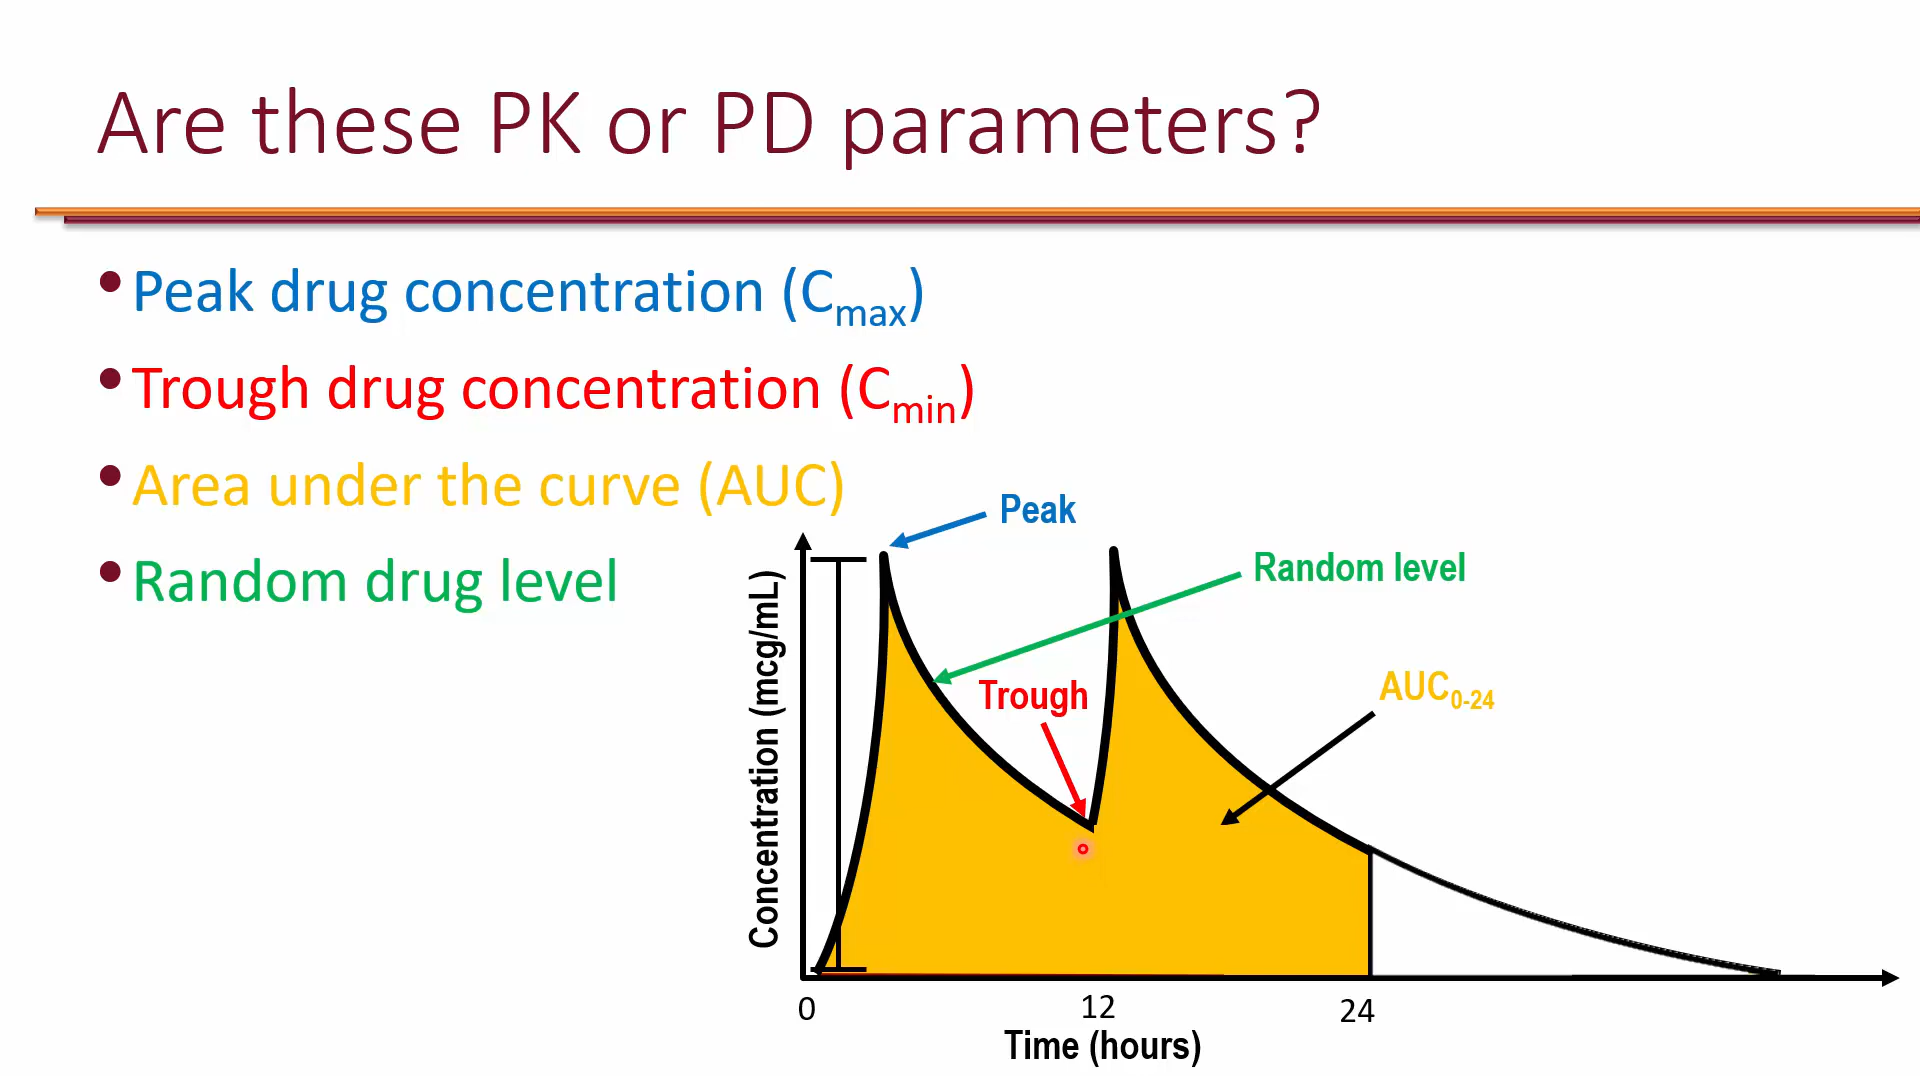 Are these PK or PD parameters?
• Peak drug concentration (Cmax)
• Trough drug concentration (Cmin)
• Area under the curve (AUC)
• Random drug level
Peak
Random level
Trough
AUC0-24
Concentration (mcg/mL)
0 12 24
Time (hours)